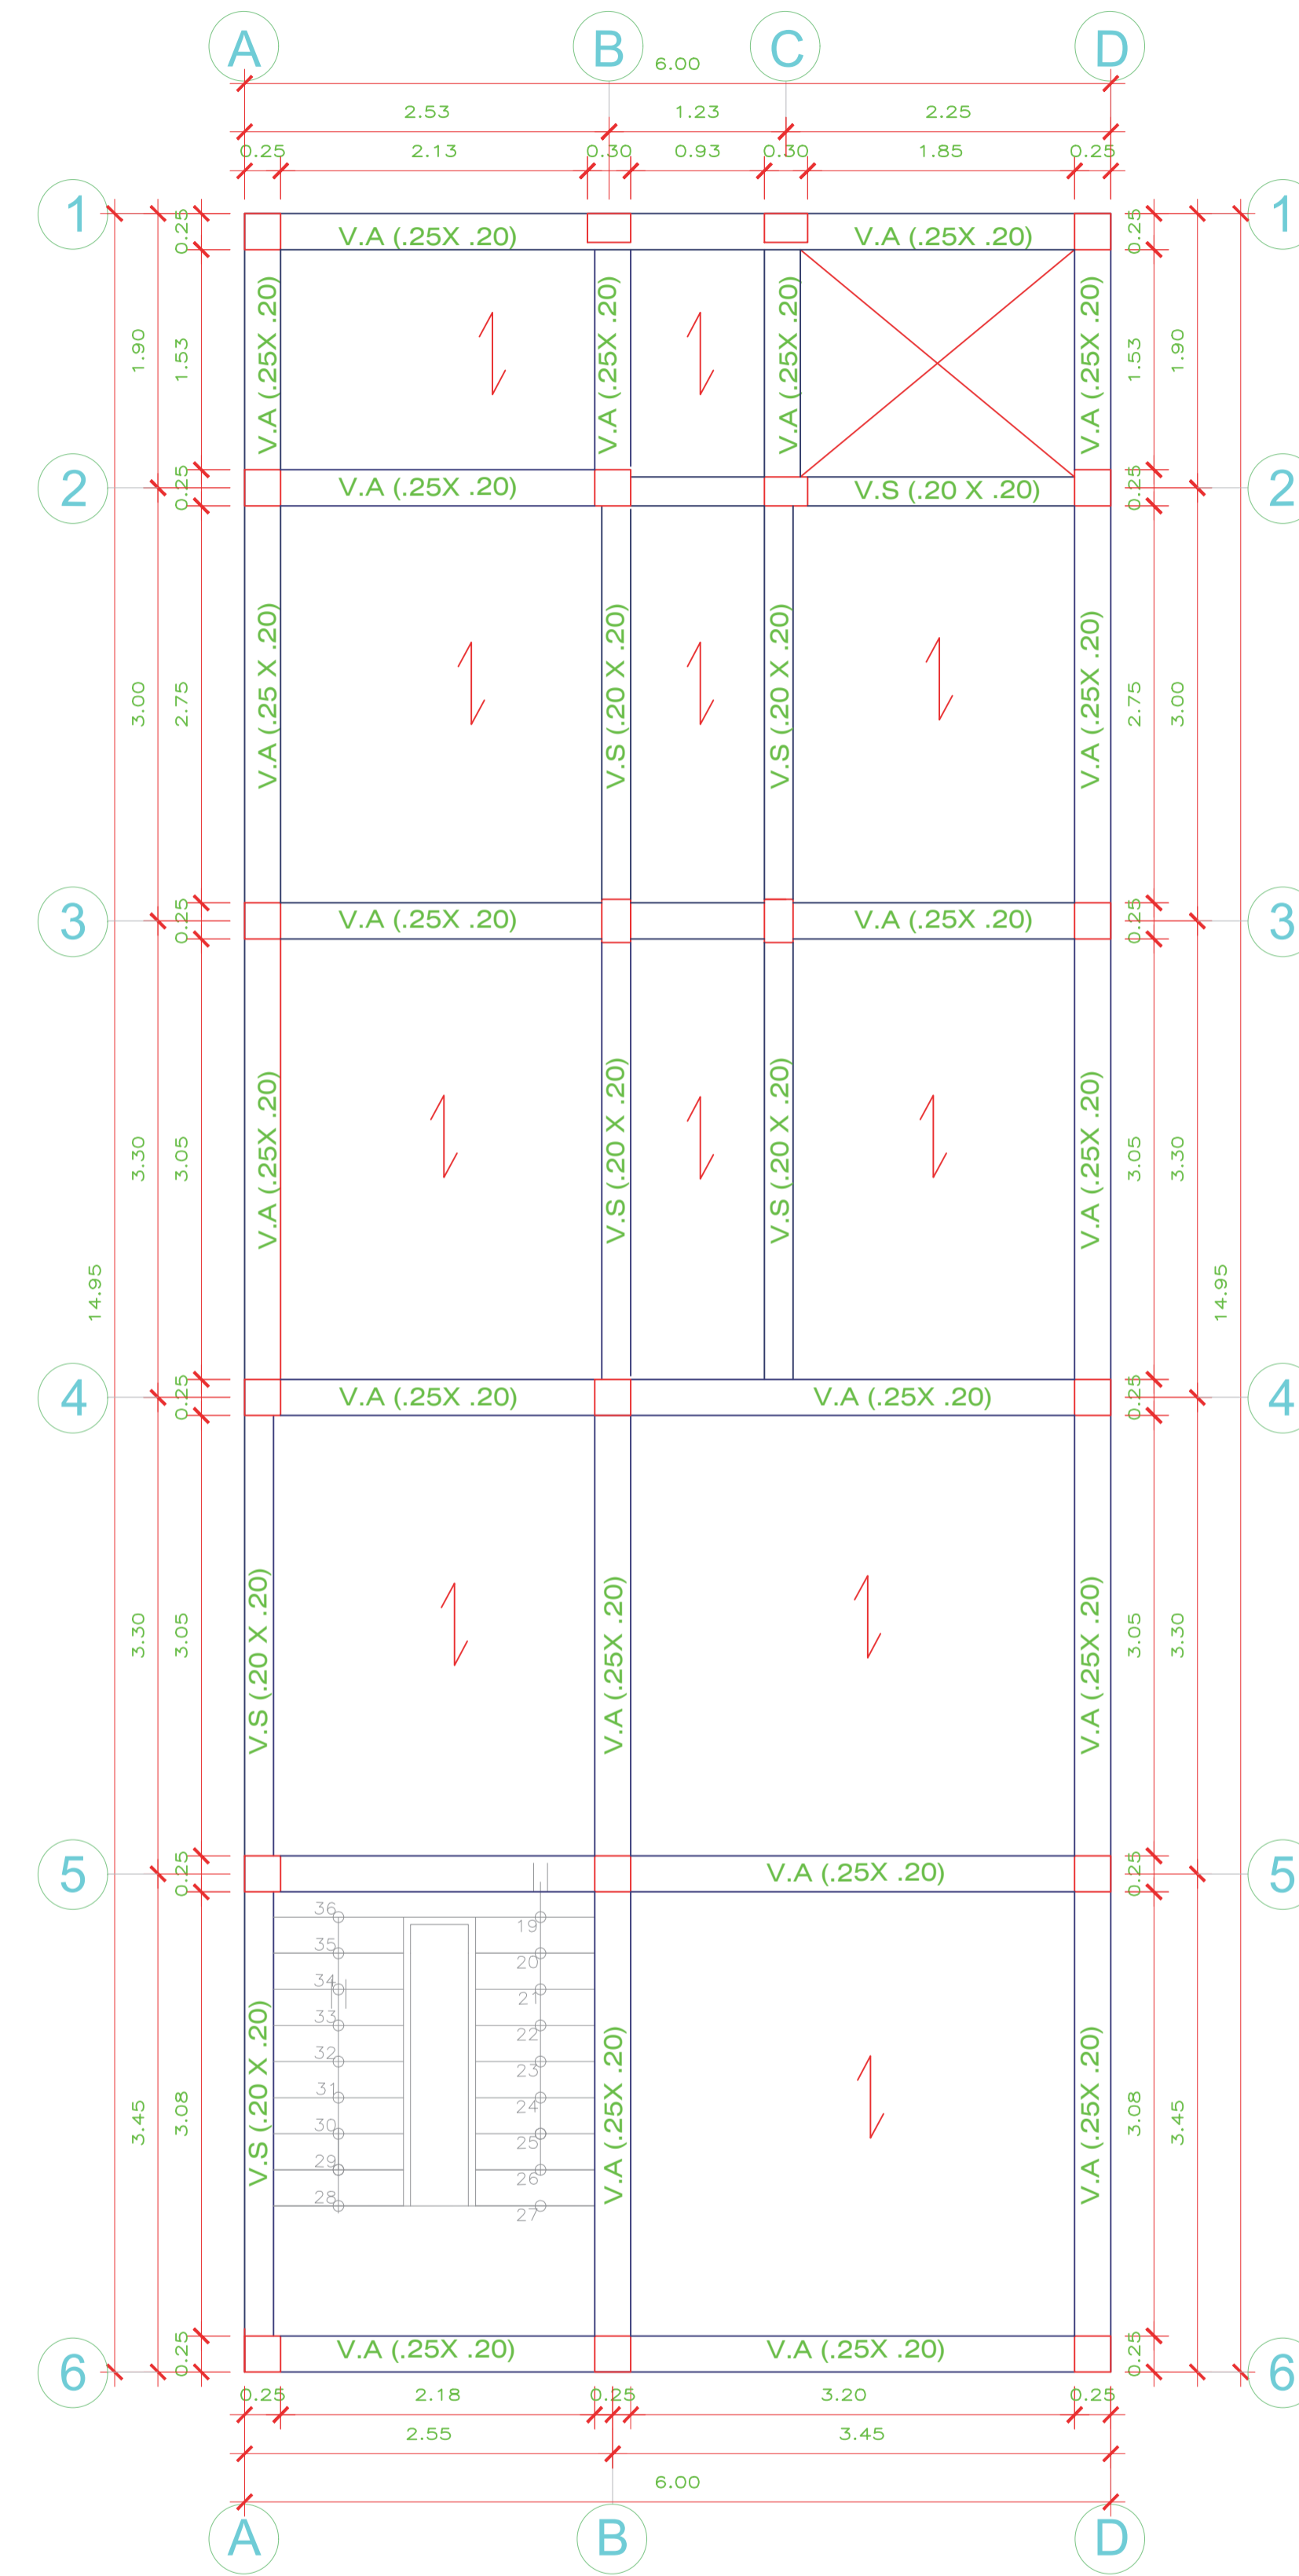 A B C D
6.00
2.53 1.23 2.25
0.25 2.13 0.30 0.93 0.30 1.85 0.25
1 0.25 V.A (.25X .20) V.A (.25X .20) 0.25 1
1.90 1.53 V.A (.25X .20) V.A (.25X .20) V.A (.25X .20) V.A (.25X .20) 1.53 1.90
2 0.25 V.A (.25X .20) V.S (.20 X .20) 0.25 2
3.00 2.75 V.A (.25 X .20) V.S (.20 X .20) V.S (.20 X .20) V.A (.25X .20) 2.75 3.00
3 0.25 V.A (.25X .20) V.A (.25X .20) 0.25 3
3.30 3.05 V.A (.25X .20) V.S (.20 X .20) V.S (.20 X .20) V.A (.25X .20) 3.05 3.30
14.95 14.95
4 0.25 V.A (.25X .20) V.A (.25X .20) 0.25 4
3.30 3.05 V.S (.20 X .20) V.A (.25X .20) V.A (.25X .20) 3.05 3.30
5 0.25 V.A (.25X .20) 0.25 5
36 19
35 20
34 21
33 22
32 23
31 24
30 25
29 26
28 27
3.45 3.08 V.S (.20 X .20) V.A (.25X .20) V.A (.25X .20) 3.08 3.45
6 0.25 V.A (.25X .20) V.A (.25X .20) 0.25 6
0.25 2.18 0.25 3.20 0.25
2.55 3.45
6.00
A B D